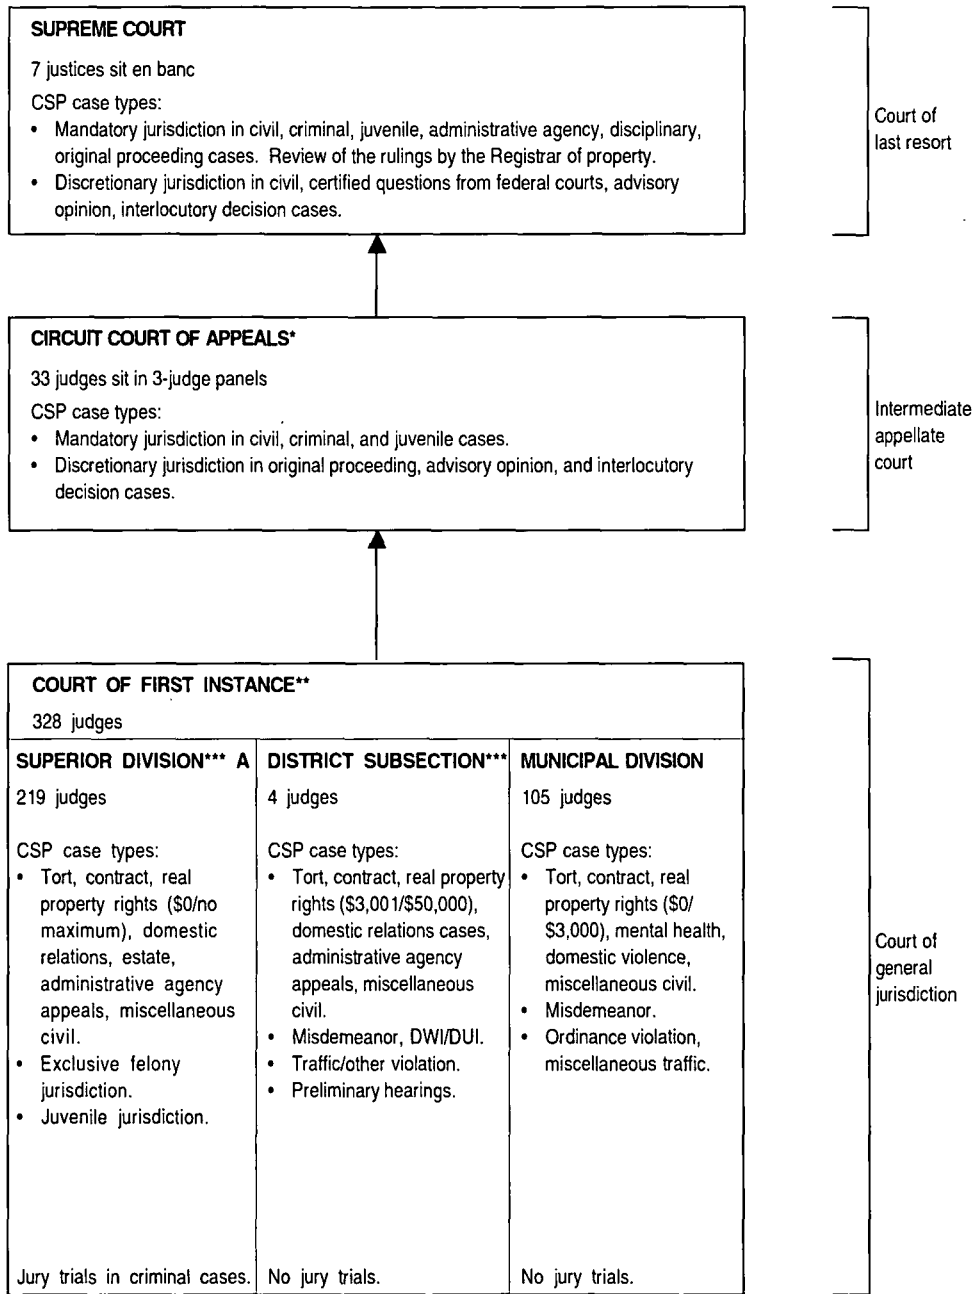 SUPREME COURT
7 justices sit en banc
CSP case types:
• Mandatory jurisdiction in civil, criminal, juvenile, administrative agency, disciplinary,
original proceeding cases. Review of the rulings by the Registrar of property.
• Discretionary jurisdiction in civil, certified questions from federal courts, advisory
opinion, interlocutory decision cases.
Court of
last resort
CIRCUIT COURT OF APPEALS*
33 judges sit in 3-judge panels
CSP case types:
• Mandatory jurisdiction in civil, criminal, and juvenile cases.
• Discretionary jurisdiction in original proceeding, advisory opinion, and interlocutory
decision cases.
Intermediate
appellate
court
COURT OF FIRST INSTANCE**
328 judges
SUPERIOR DIVISION*** A
219 judges
CSP case types:
• Tort, contract, real
property rights ($0/no
maximum), domestic
relations, estate,
administrative agency
appeals, miscellaneous
civil.
• Exclusive felony
jurisdiction.
• Juvenile jurisdiction.
Jury trials in criminal cases.
DISTRICT SUBSECTION***
4 judges
CSP case types:
• Tort, contract, real property
rights ($3,001/$50,000),
domestic relations cases,
administrative agency
appeals, miscellaneous
civil.
• Misdemeanor, DWI/DUI.
• Traffic/other violation.
• Preliminary hearings.
No jury trials.
MUNICIPAL DIVISION
105 judges
CSP case types:
• Tort, contract, real
property rights ($0/
$3,000), mental health,
domestic violence,
miscellaneous civil.
• Misdemeanor.
• Ordinance violation,
miscellaneous traffic.
No jury trials.
Court of
general
jurisdiction